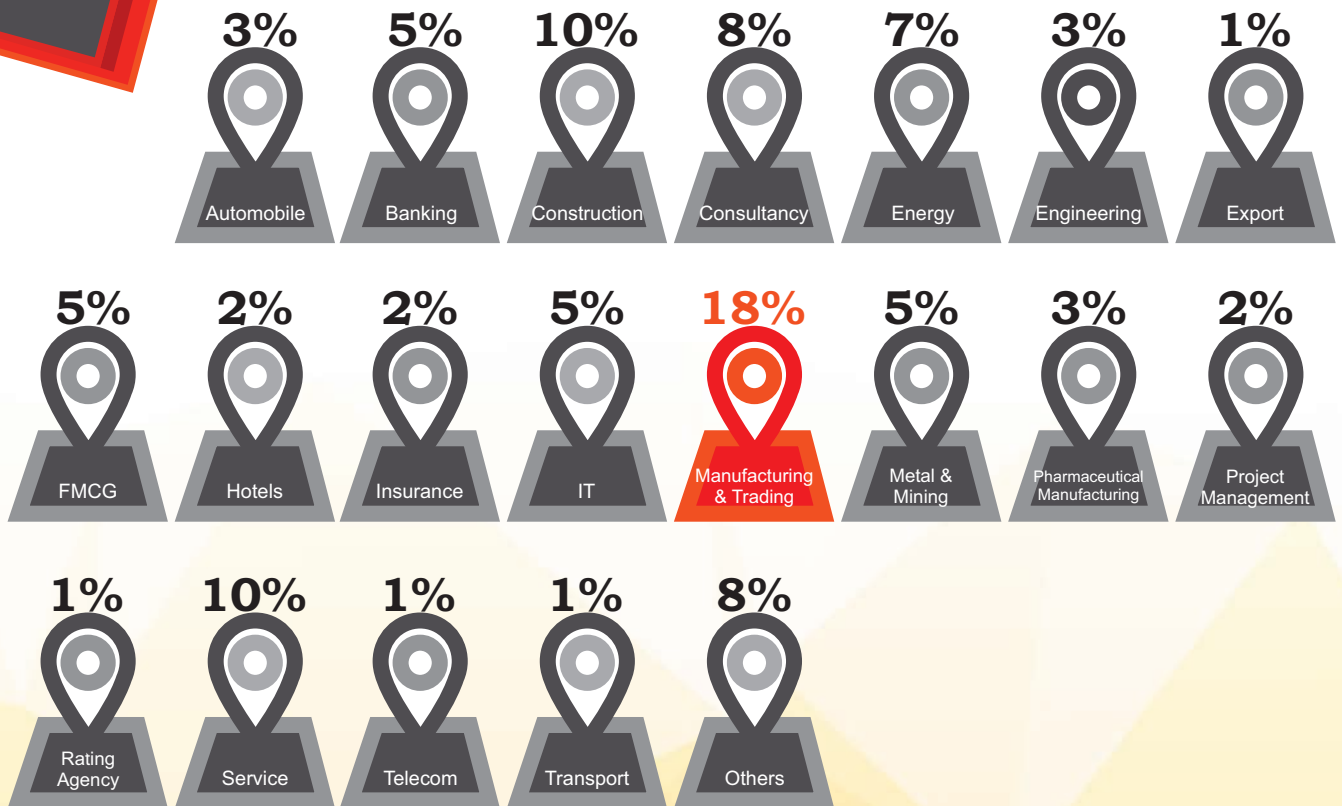 3% 5% 10% 8% 7% 3% 1%
Automobile Banking Construction Consultancy Energy Engineering Export
5% 2% 2% 5% 18% 5% 3% 2%
FMCG Hotels Insurance IT Manufacturing
& Trading Metal &
Mining Pharmaceutical
Manufacturing Project
Management
1% 10% 1% 1% 8%
Rating
Agency Service Telecom Transport Others